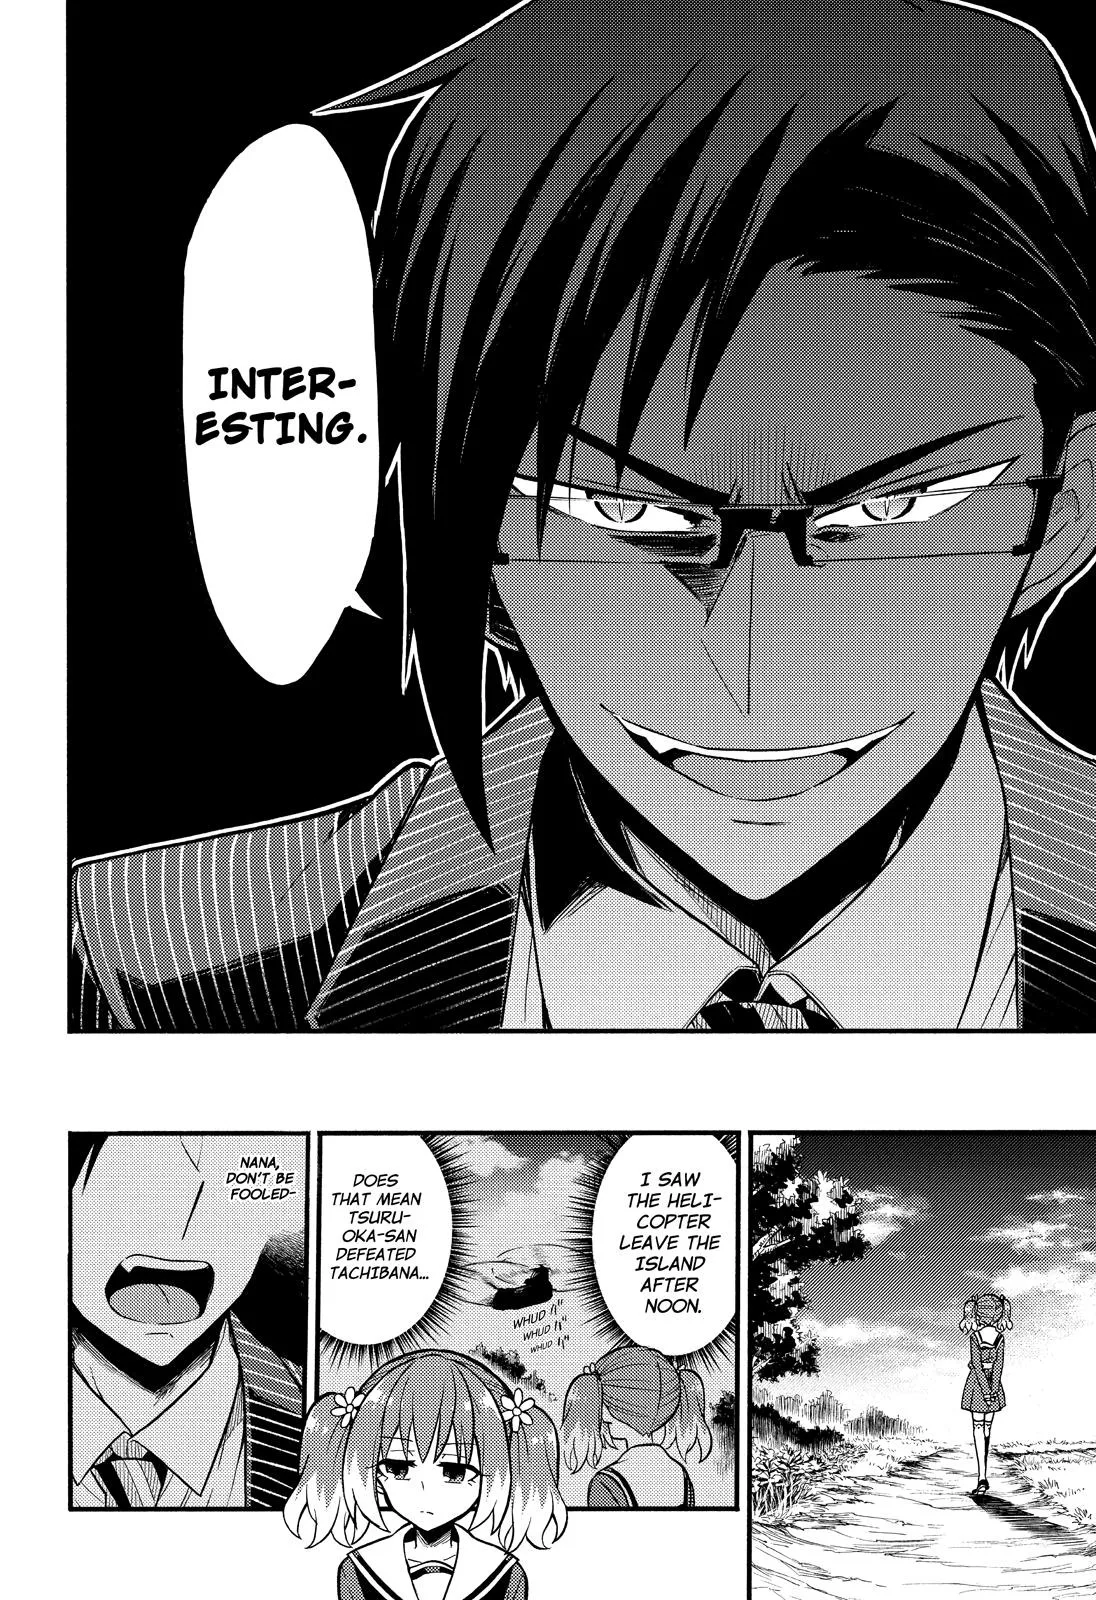 INTER-
ESTING.
I SAW
THE HELI-
COPTER
LEAVE THE
ISLAND
AFTER
NOON.
WHUD
WHUD
WHUD
DOES
THAT MEAN
TSURU-
OKA-SAN
DEFEATED
TACHIBANA...
NANA,
DON'T BE
FOOLED-